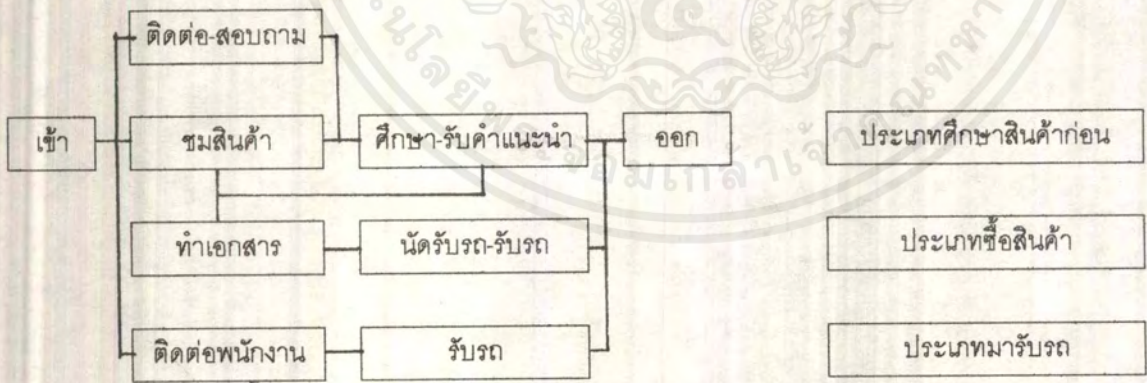 ติดต่อ-สอบถาม
เข้า ชมสินค้า ศึกษา-รับคำแนะนำ ออก ประเภทศึกษาสินค้าก่อน
ทำเอกสาร นัดรับรถ-รับรถ ประเภทซื้อสินค้า
ติดต่อพนักงาน รับรถ ประเภทมารับรถ